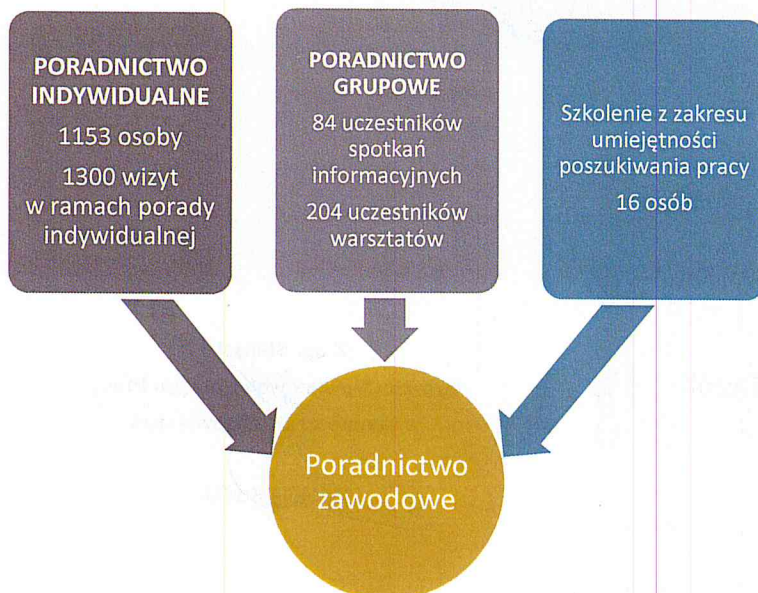 PORADNICTWO
INDYWIDUALNE
1153 osoby
1300 wizyt
w ramach porady
indywidualnej
PORADNICTWO
GRUPOWE
84 uczestników
spotkań
informacyjnych
204 uczestników
warsztatów
Szkolenie z zakresu
umiejętności
poszukiwania pracy
16 osób
Poradnictwo
zawodowe